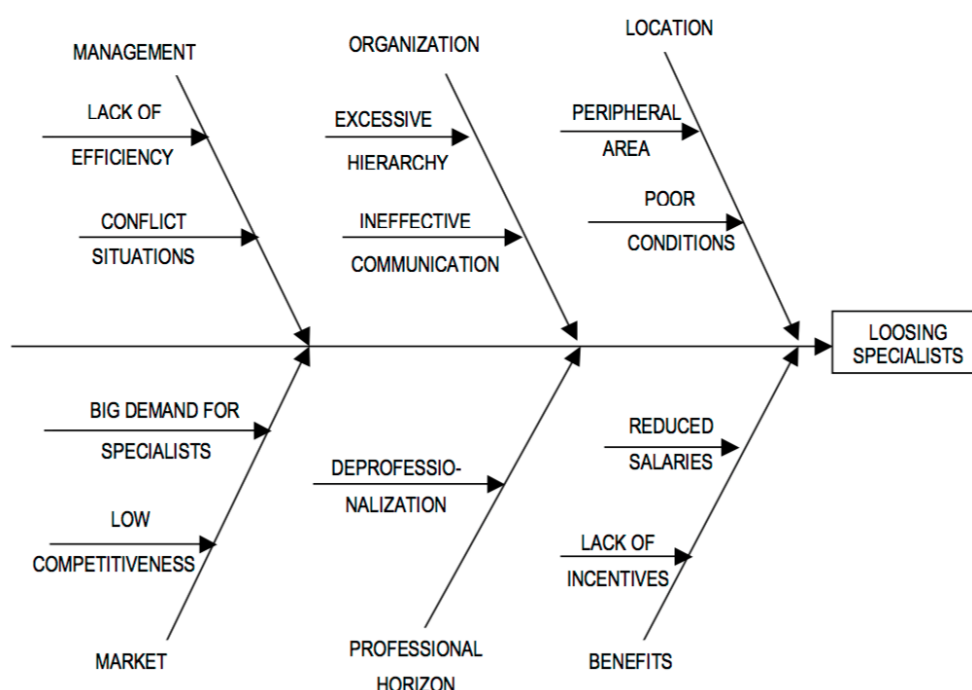 MANAGEMENT
LACK OF
EFFICIENCY
CONFLICT
SITUATIONS
ORGANIZATION
EXCESSIVE
HIERARCHY
INEFFECTIVE
COMMUNICATION
LOCATION
PERIPHERAL
AREA
POOR
CONDITIONS
LOOSING
SPECIALISTS
BIG DEMAND FOR
SPECIALISTS
LOW
COMPETITIVENESS
MARKET
DEPROFESSIO-
NALIZATION
PROFESSIONAL
HORIZON
REDUCED
SALARIES
LACK OF
INCENTIVES
BENEFITS